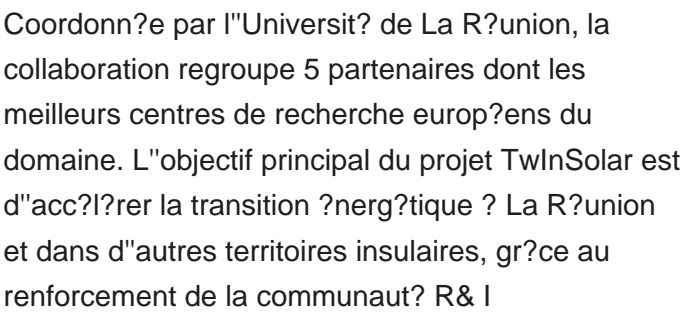 Coordonn?e par l"Universit? de La R?union, la
collaboration regroupe 5 partenaires dont les
meilleurs centres de recherche europ?ens du
domaine. L"objectif principal du projet TwInSolar est
d"acc?l?rer la transition ?nerg?tique ? La R?union
et dans d"autres territoires insulaires, gr?ce au
renforcement de la communaut? R& I